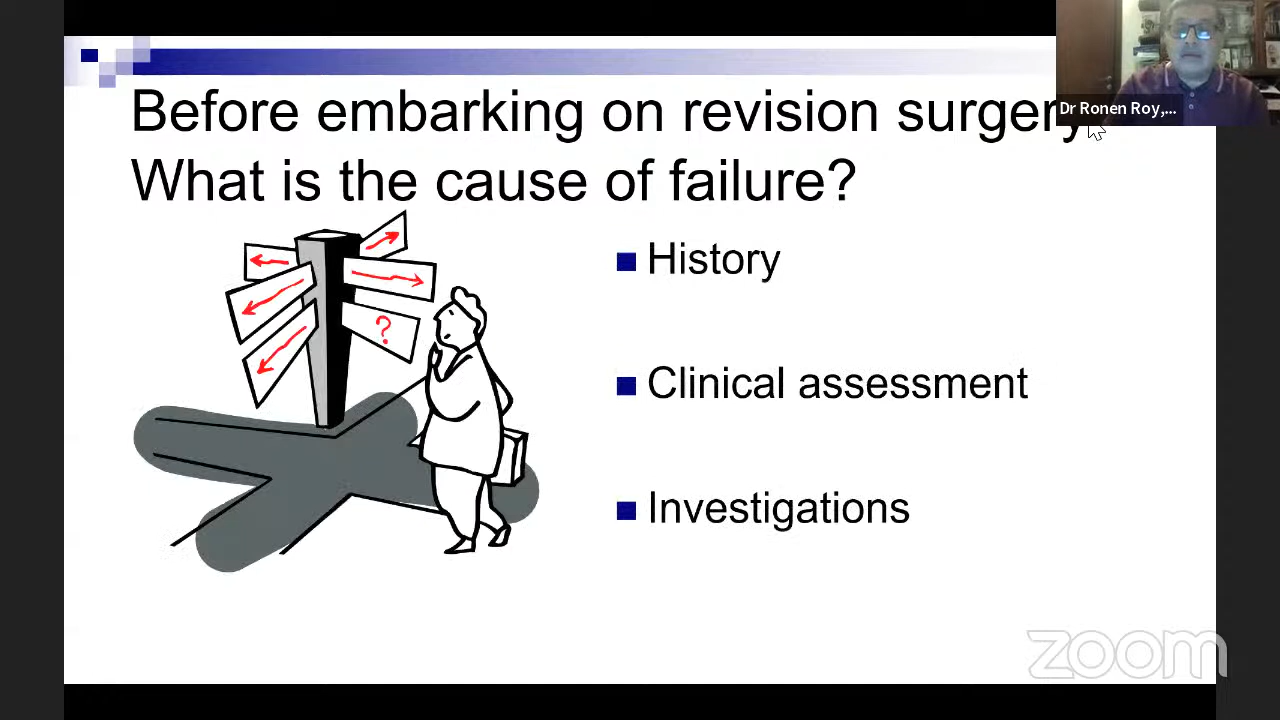 Before embarking on revision surgery
What is the cause of failure?
Dr Ronen Roy,...
History
Clinical assessment
Investigations
?
zoom